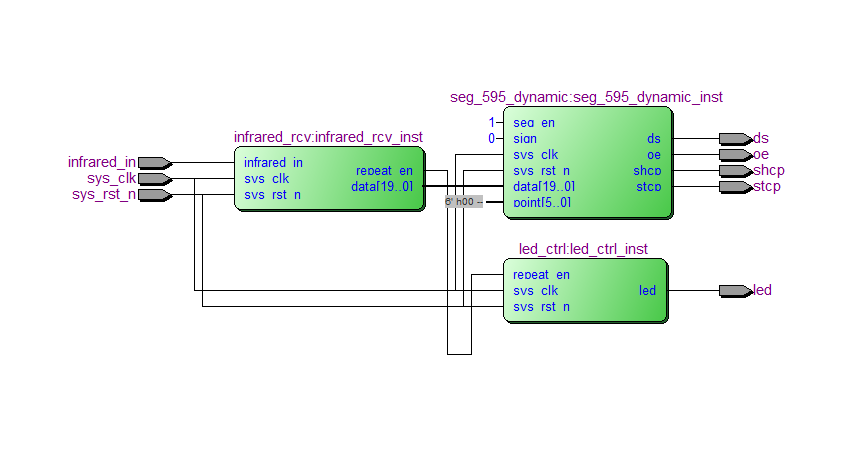 seg_595_dynamic:seg_595_dynamic_inst
1
seg_en
0
sign
ds
ds
infrared_rcv:infrared_rcv_inst
infrared_in
infrared_in
sys_clk
oe
oe
sys_clk
sys_clk
repeat_en
sys_rst_n
shcp
shcp
sys_rst_n
sys_rst_n
data[19..0]
data[19..0]
stcp
stcp
6' h00 --
point[5..0]
led_ctrl:led_ctrl_inst
repeat_en
sys_clk
led
led
sys_rst_n